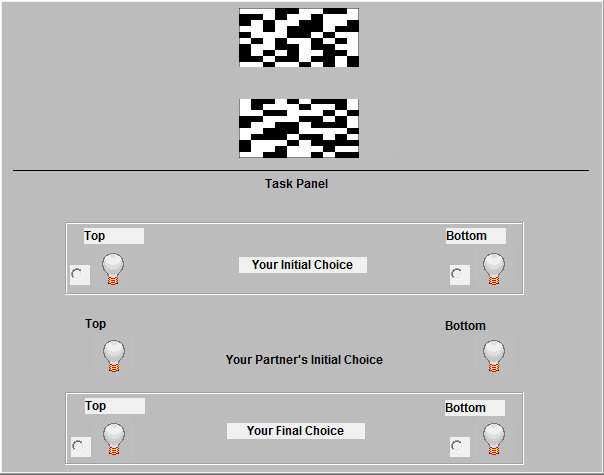 Task Panel
Top Bottom
Your Initial Choice
Top Bottom
Your Partner's Initial Choice
Top Bottom
Your Final Choice